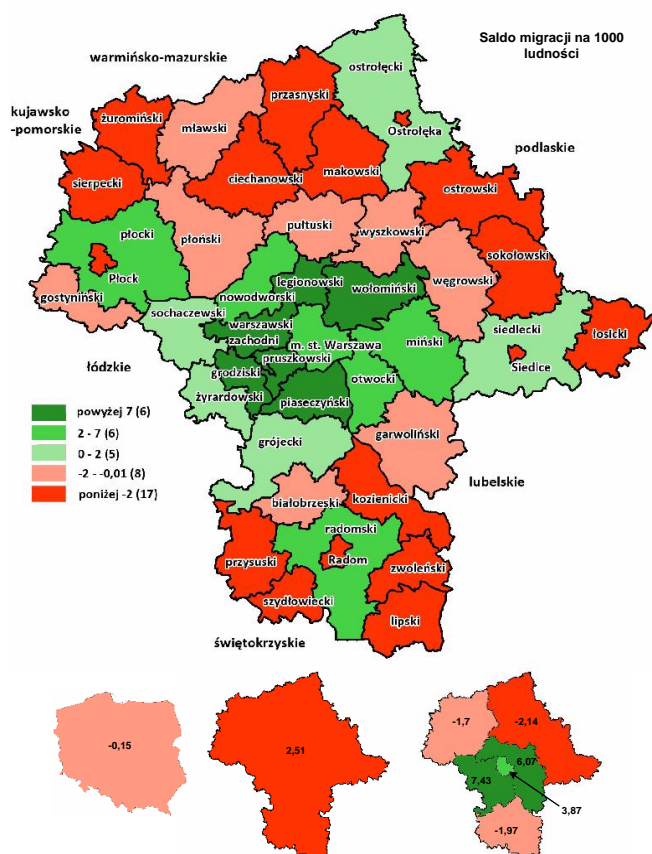 Saldo migracji na 1000
ludności
warmińsko-mazurskie
ostrołęcki
przasnyski
kujawsko
-pomorskie
żuromiński
mławski
Ostrołęka
podlaskie
sierpecki
ciechanowski
makowski
ostrowski
płocki
płoński
pułtuski
wyszkowski
sokołowski
Płock
legionowski
wołomiński
węgrowski
gostyniński
nowodworski
sochaczewski
warszawski
zachodni
m. st. Warszawa
miński
siedlecki
łosicki
Siedlce
łódzkie
pruszkowski
grodziski
otwocki
żyrardowski
piaseczyński
powyżej 7 (6)
2 - 7 (6)
0 - 2 (5)
-2 - -0,01 (8)
poniżej -2 (17)
grójecki
garwoliński
lubelskie
białobrzeski
kozienicki
radomski
przysuski
Radom
zwoleński
szydłowiecki
lipski
świętokrzyskie
-0,15
2,51
-1,7
-2,14
6,07
7,43
3,87
-1,97